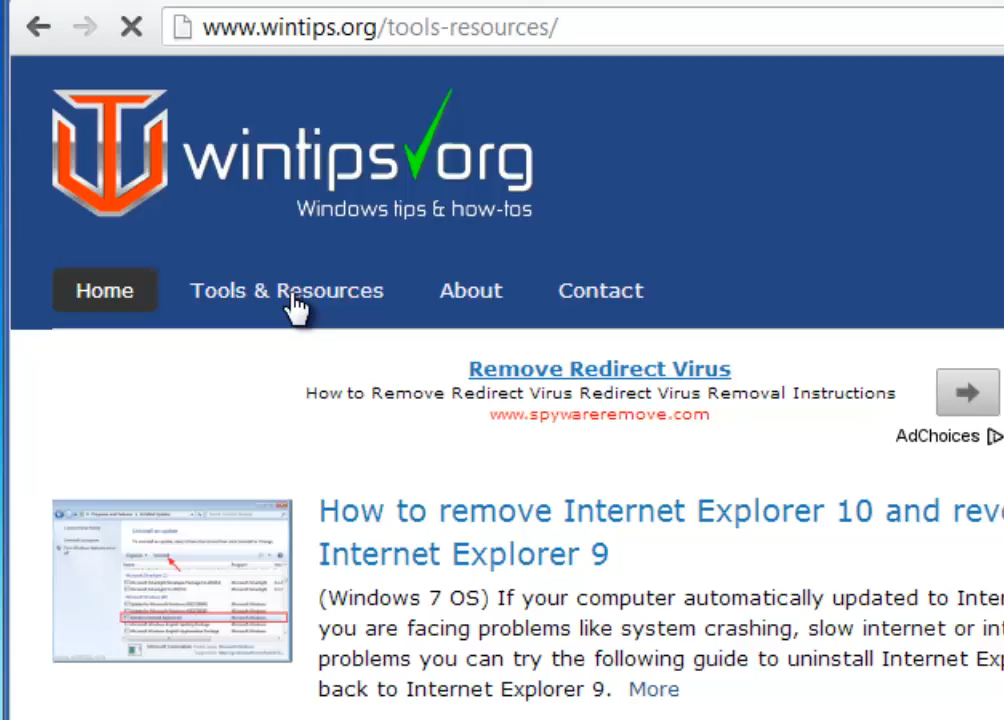 www.wintips.org/tools-resources/
wintips org
Windows tips & how-tos
Home Tools & Resources About Contact
Remove Redirect Virus
How to Remove Redirect Virus Redirect Virus Removal Instructions
www.spywareremove.com
AdChoices
How to remove Internet Explorer 10 and reve
Internet Explorer 9
(Windows 7 OS) If your computer automatically updated to Inter
you are facing problems like system crashing, slow internet or int
problems you can try the following guide to uninstall Internet Exp
back to Internet Explorer 9. More